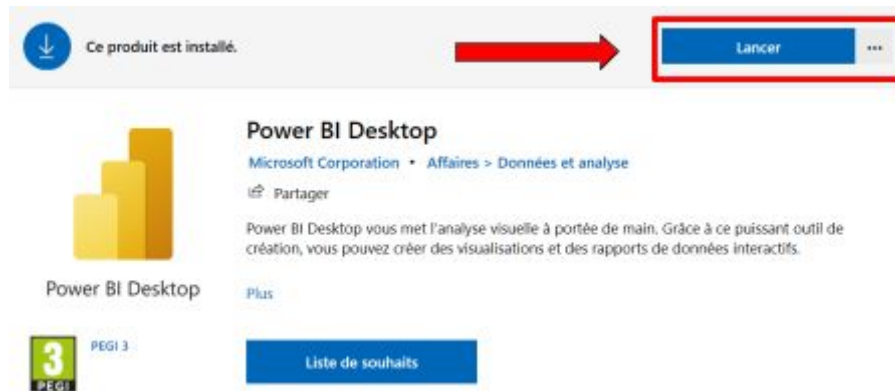 Ce produit est installé.
Lancer
...
Power BI Desktop
Microsoft Corporation • Affaires > Données et analyse
Partager
Power BI Desktop vous met l'analyse visuelle à portée de main. Grâce à ce puissant outil de
création, vous pouvez créer des visualisations et des rapports de données interactifs.
Power BI Desktop
Plus
3
PEGI
PEGI 3
Liste de souhaits